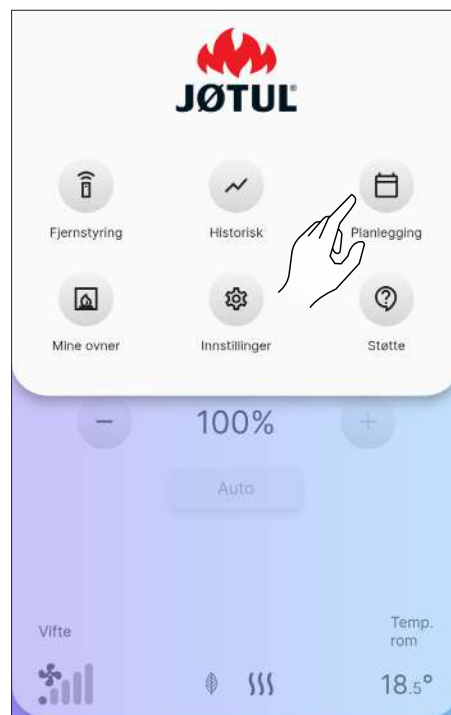 JØTUL®
Fjernstyring Historisk Planlegging
Mine ovner Innstillinger Støtte
100%
Auto
Vifte
Temp.
rom
18.5°